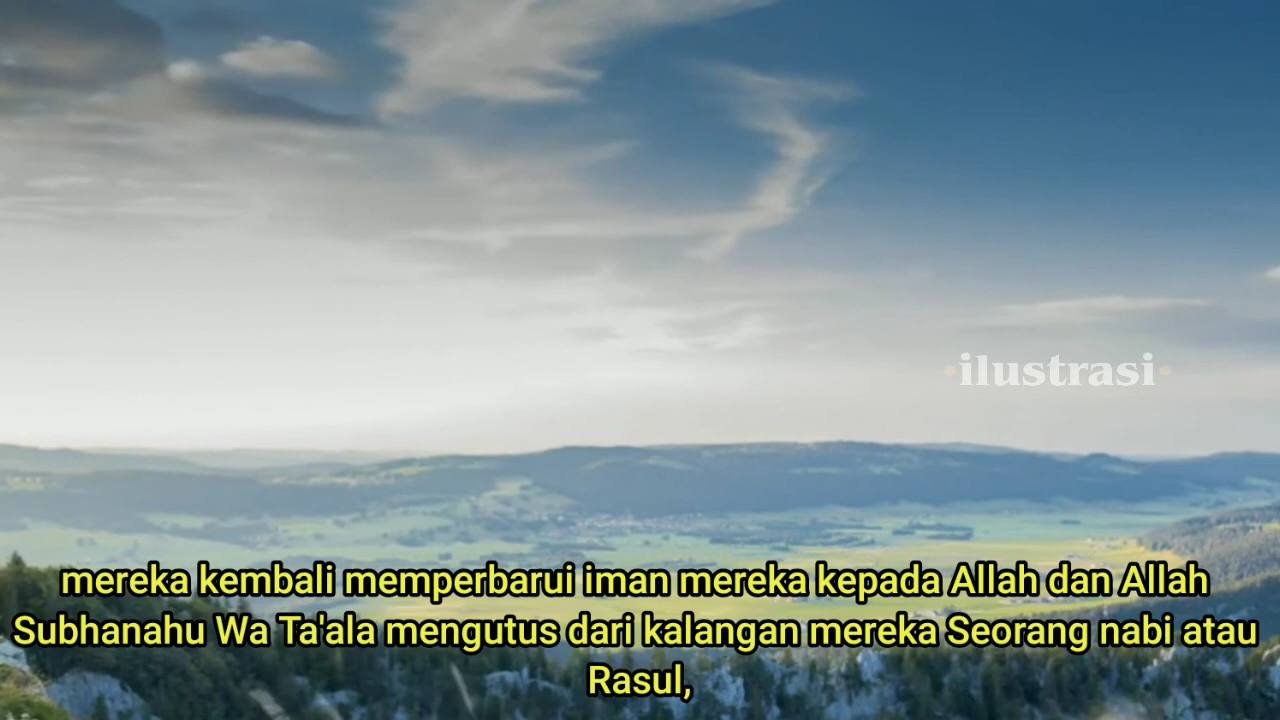 •ilustrasi•
mereka kembali memperbarui iman mereka kepada Allah dan Allah
Subhanahu Wa Ta'ala mengutus dari kalangan mereka Seorang nabi atau
Rasul,